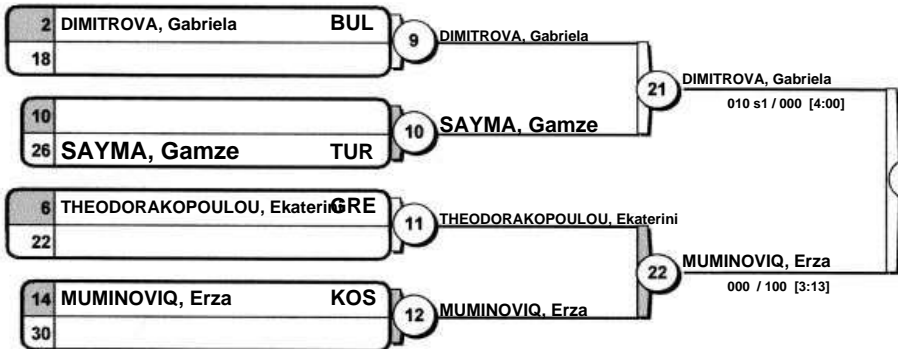 2 DIMITROVA, Gabriela BUL
18
9
DIMITROVA, Gabriela
10
26 SAYMA, Gamze TUR
10
SAYMA, Gamze
21
DIMITROVA, Gabriela
010 s1 / 000 [4:00]
6 THEODORAKOPOULOU, Ekaterini GRE
22
11
THEODORAKOPOULOU, Ekaterini
14 MUMINOVIQ, Erza KOS
30
12
MUMINOVIQ, Erza
22
MUMINOVIQ, Erza
000 / 100 [3:13]